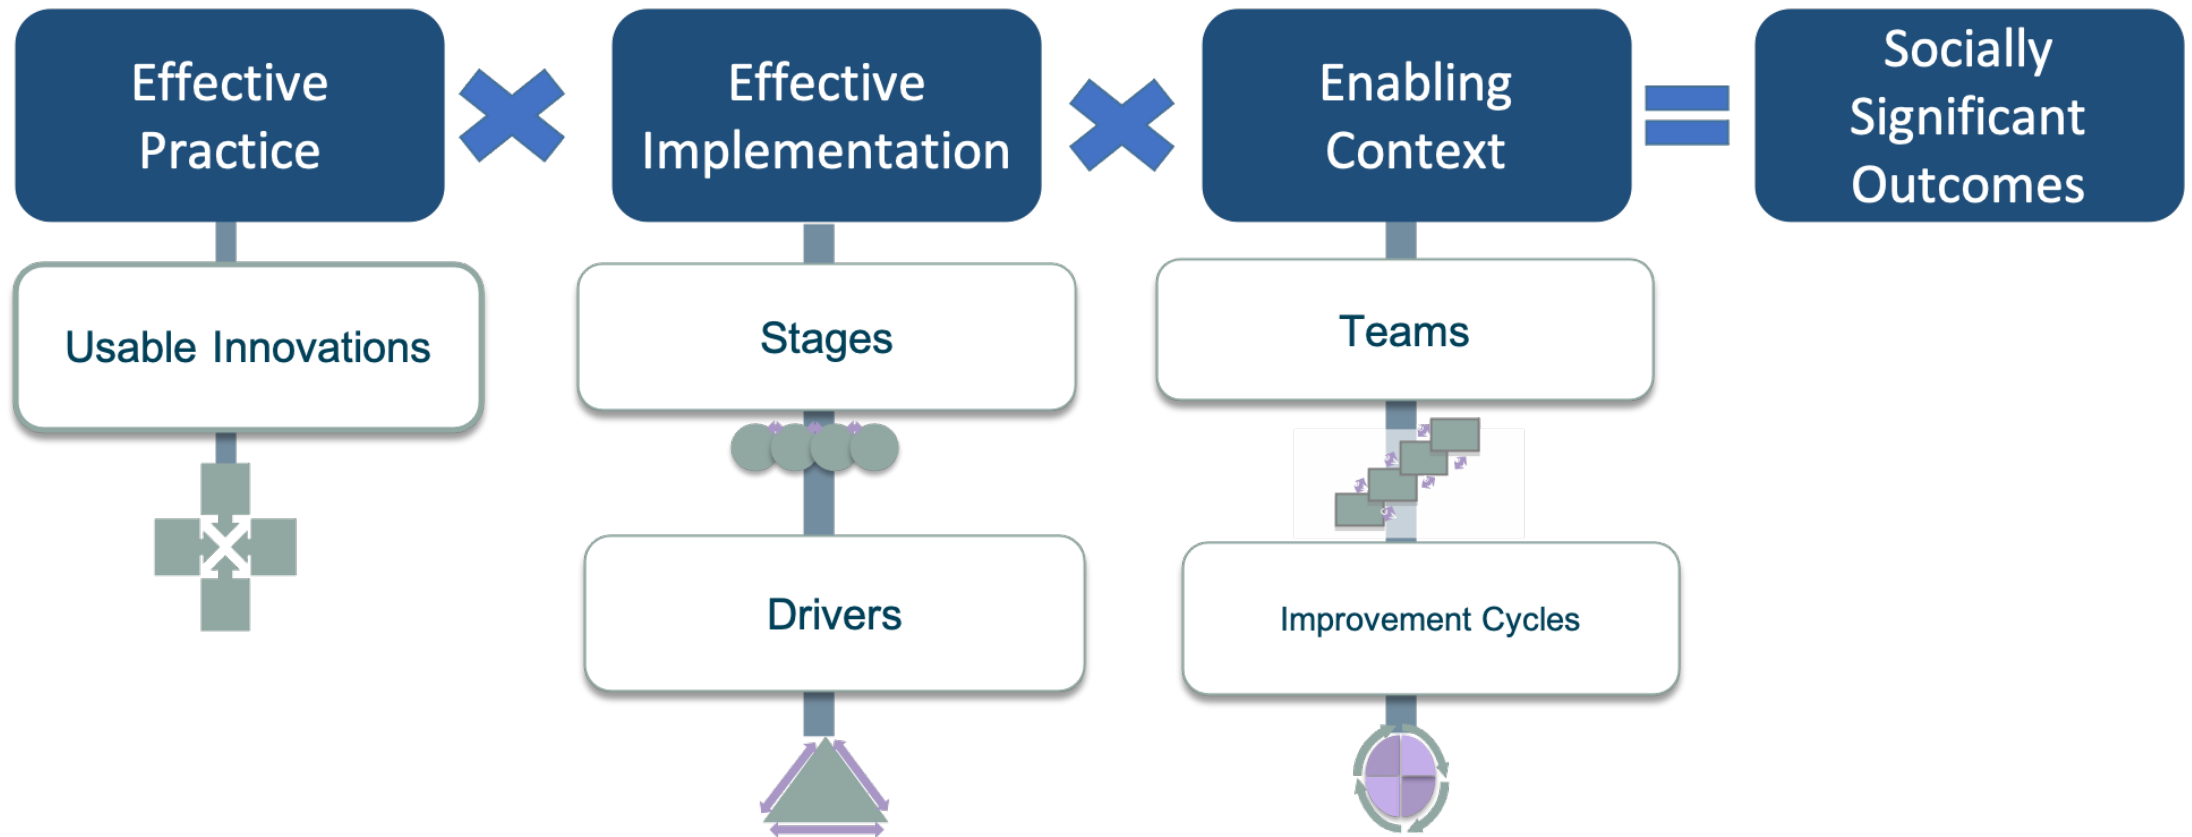 Effective
Practice
Effective
Implementation
Enabling
Context
Socially
Significant
Outcomes
Usable Innovations
Stages
Teams
Drivers
Improvement Cycles